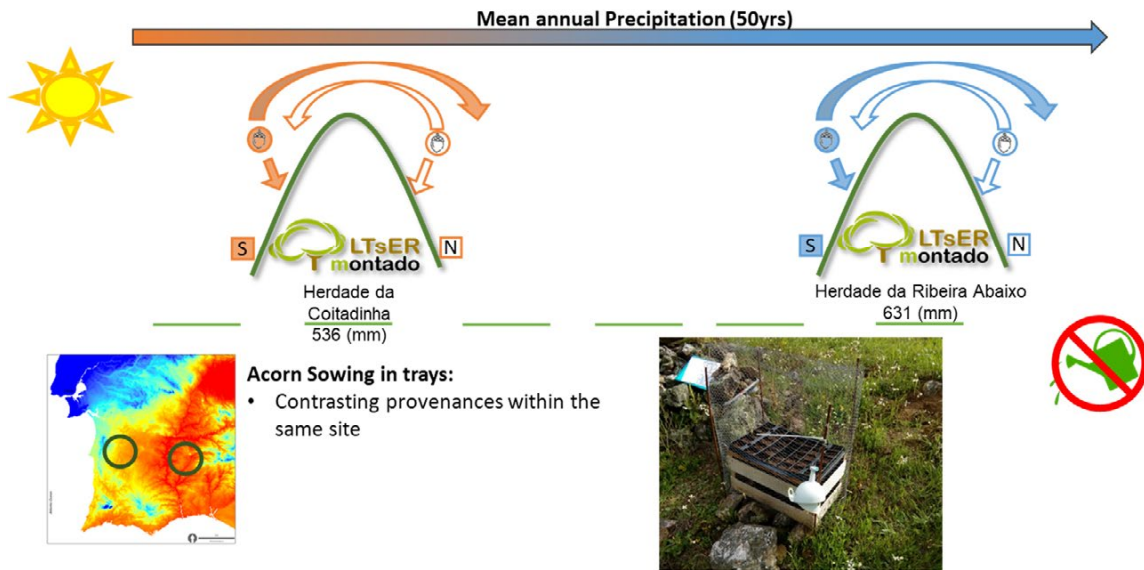 Mean annual Precipitation (50yrs)
S
N
LTsER
montado
Herdade da
Coitadinha
536 (mm)
S
N
LTsER
montado
Herdade da Ribeira Abaixo
631 (mm)
Acorn Sowing in trays:
• Contrasting provenances within the
same site